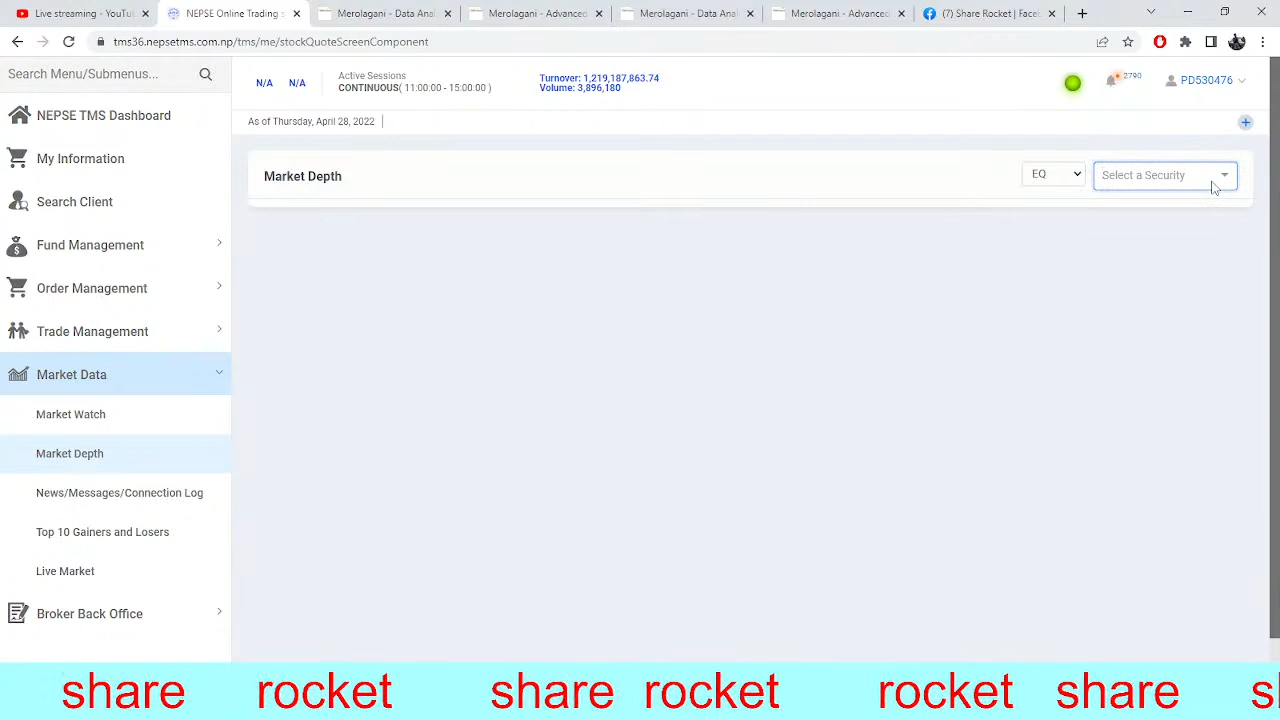 Live streaming - YouTu
NEPSE Online Trading s
Merolagani - Data Anal
Merolagani - Advanced
Merolagani - Data Anal
Merolagani - Advanced
(7) Share Rocket | Face
tms36.nepsetms.com.np/tms/me/stockQuoteScreenComponent
Search Menu/Submenus...
N/A N/A
Active Sessions
CONTINUOUS( 11:00:00 - 15:00:00 )
Turnover: 1,219,187,863.74
Volume: 3,896,180
2790
PD530476
As of Thursday, April 28, 2022
NEPSE TMS Dashboard
My Information
Search Client
Fund Management
Order Management
Trade Management
Market Data
Market Watch
Market Depth
News/Messages/Connection Log
Top 10 Gainers and Losers
Live Market
Broker Back Office
Market Depth
EQ
Select a Security
share rocket share rocket rocket share s